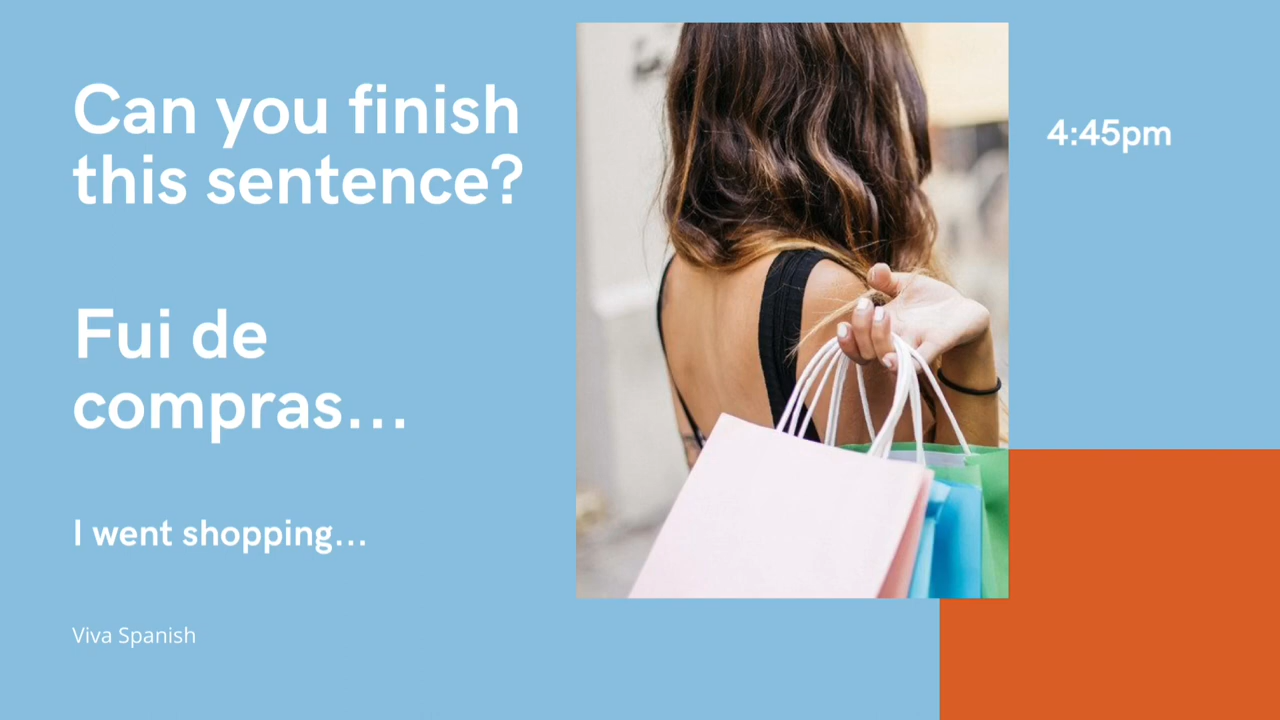 Can you finish
this sentence?
4:45pm
Fui de
compras...
I went shopping...
Viva Spanish